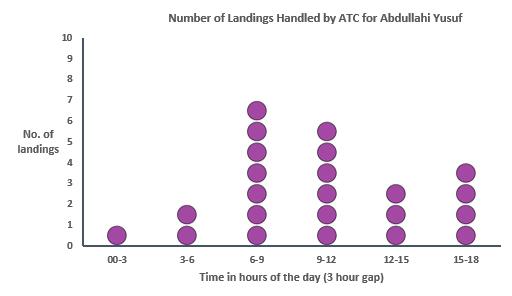 Number of Landings Handled by ATC for Abdullahi Yusuf
10
9
8
7
6
5
4
3
2
1
0
No. of
landings
00-3 3-6 6-9 9-12 12-15 15-18
Time in hours of the day (3 hour gap)